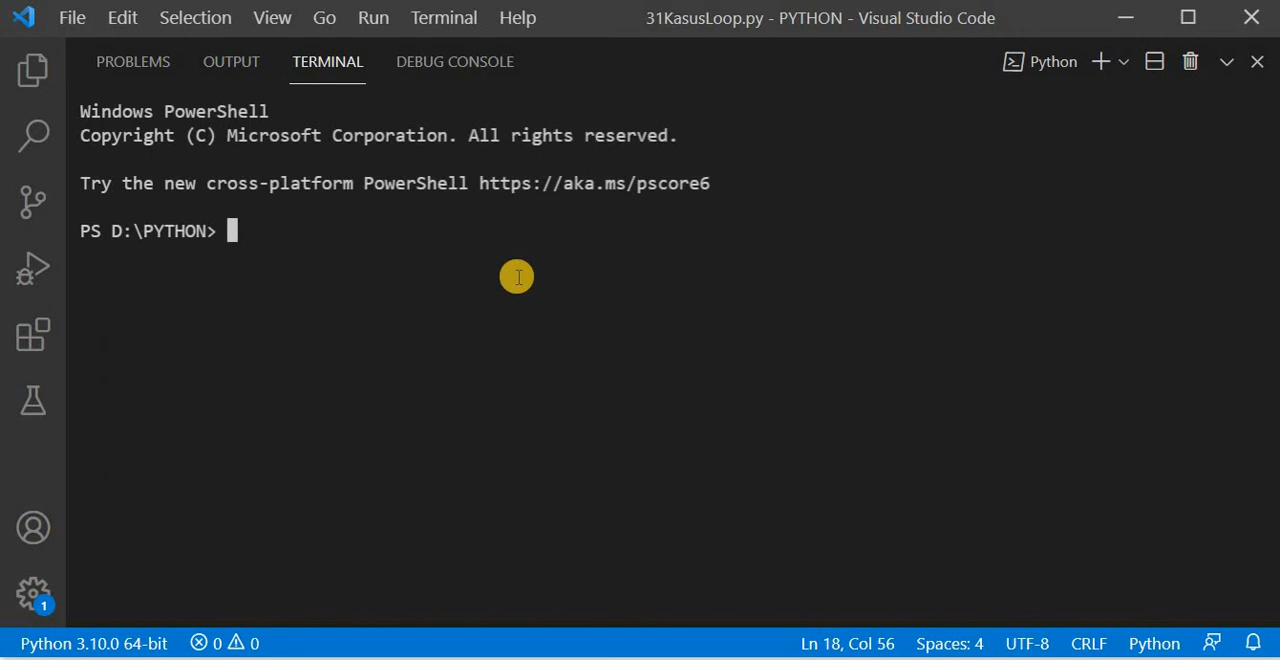 File Edit Selection View Go Run Terminal Help 31KasusLoop.py - PYTHON - Visual Studio Code
PROBLEMS OUTPUT TERMINAL DEBUG CONSOLE Python
Windows PowerShell
Copyright (C) Microsoft Corporation. All rights reserved.
Try the new cross-platform PowerShell https://aka.ms/pscore6
PS D:\PYTHON>
1
Python 3.10.0 64-bit 0 0 Ln 18, Col 56 Spaces: 4 UTF-8 CRLF Python